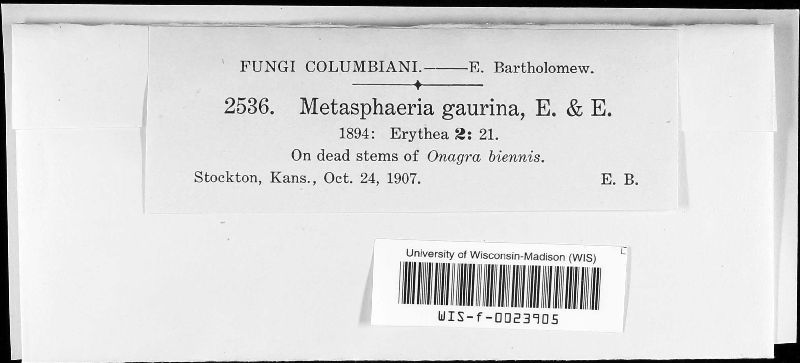 FUNGI COLUMBIANI.——E. Bartholomew.
2536. Metasphaeria gaurina, E. & E.
1894: Erythea 2: 21.
On dead stems of Onagra biennis.
Stockton, Kans., Oct. 24, 1907. E. B.
University of Wisconsin-Madison (WIS)
WIS-f-0023905